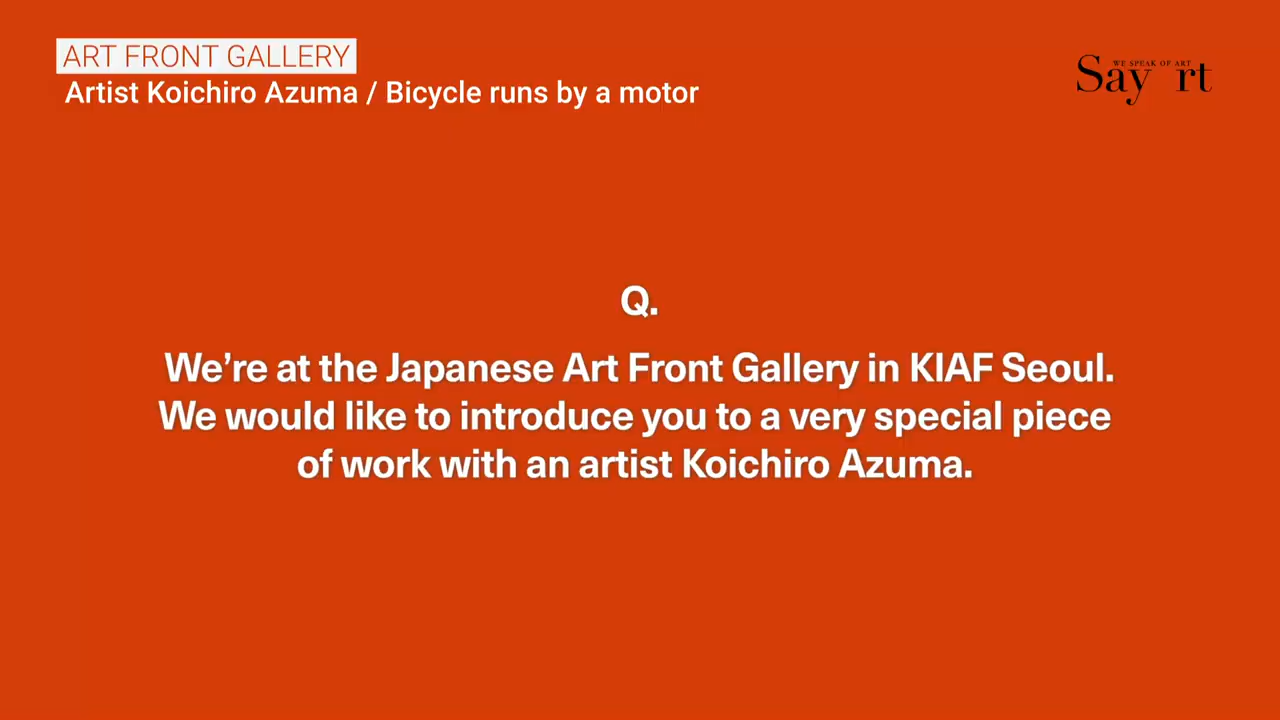 ART FRONT GALLERY
Artist Koichiro Azuma / Bicycle runs by a motor
WE SPEAK OF ART
Say rt
Q.
We’re at the Japanese Art Front Gallery in KIAF Seoul.
We would like to introduce you to a very special piece
of work with an artist Koichiro Azuma.